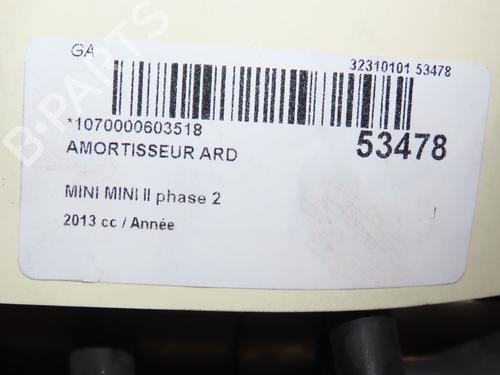 GA
32310101 53478
*1070000603518
53478
AMORTISSEUR ARD
MINI MINI II phase 2
2013 cc / Année
B-PARTS